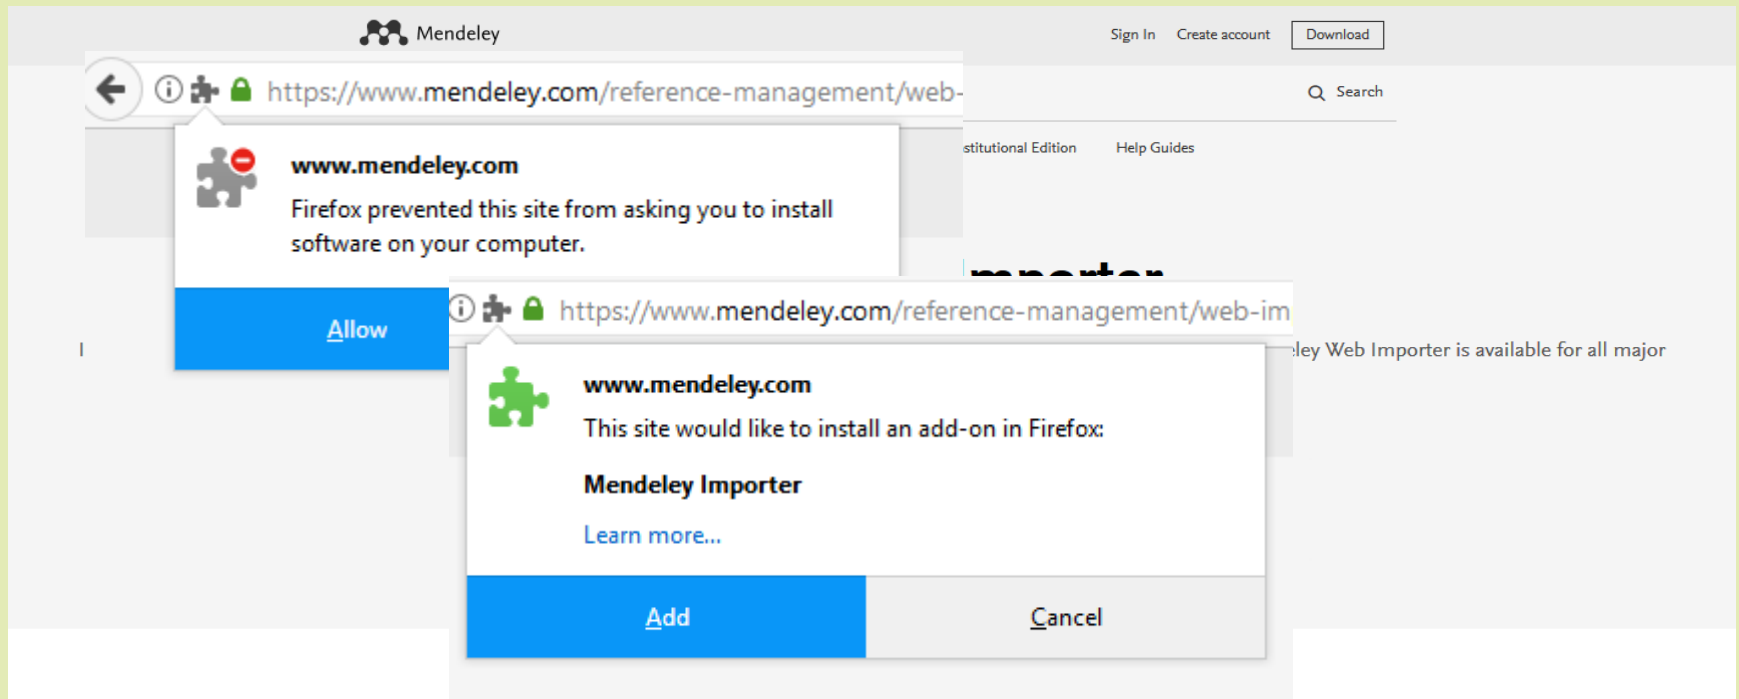 Mendeley
Sign In Create account Download
https://www.mendeley.com/reference-management/web-
Search
Edition Help Guides
www.mendeley.com
Firefox prevented this site from asking you to install
software on your computer.
Allow
https://www.mendeley.com/reference-management/web-im
Web Importer is available for all major
www.mendeley.com
This site would like to install an add-on in Firefox:
Mendeley Importer
Learn more...
Add Cancel